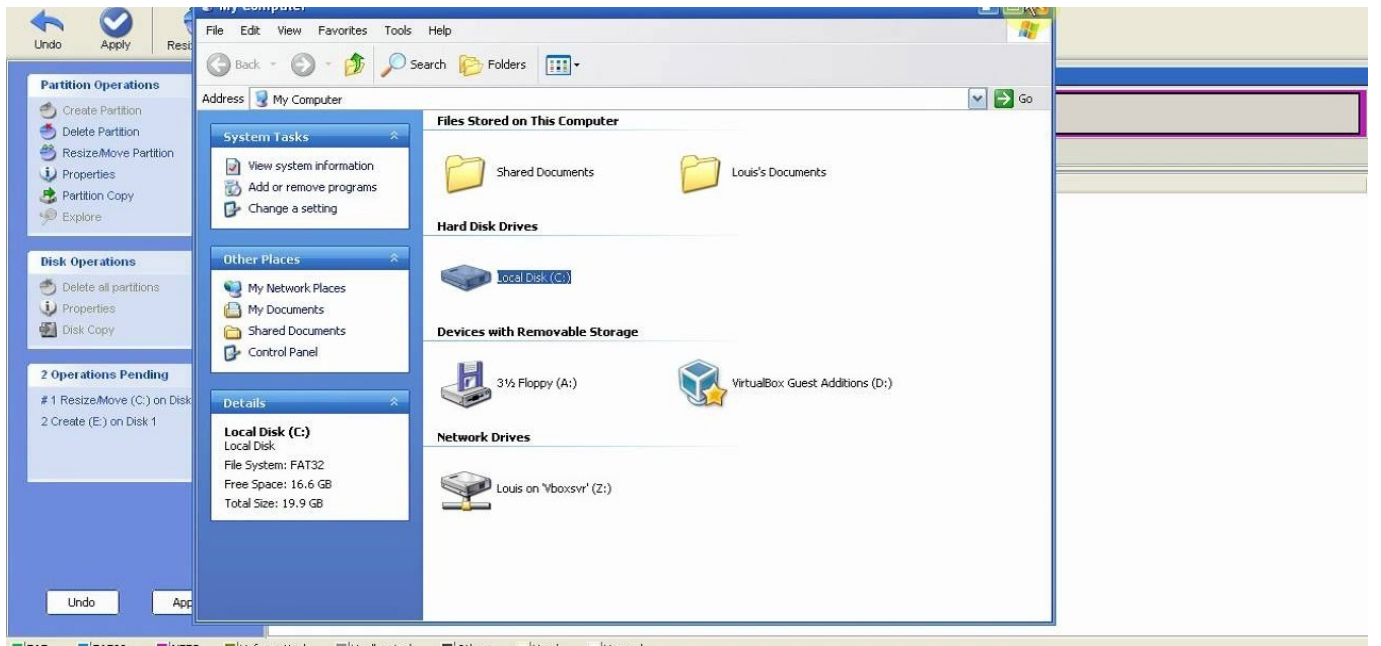 My Computer
Undo
Apply
File Edit View Favorites Tools Help
Back
Search
Folders
Address
My Computer
Go
Partition Operations
Create Partition
Delete Partition
Resize/Move Partition
Properties
Partition Copy
Explore
Disk Operations
Delete all partitions
Properties
Disk Copy
2 Operations Pending
# 1 Resize/Move (C:) on Disk
2 Create (E:) on Disk 1
Undo
App
System Tasks
View system information
Add or remove programs
Change a setting
Other Places
My Network Places
My Documents
Shared Documents
Control Panel
Details
Local Disk (C:)
Local Disk
File System: FAT32
Free Space: 16.6 GB
Total Size: 19.9 GB
Files Stored on This Computer
Shared Documents
Louis's Documents
Hard Disk Drives
Local Disk (C:)
Devices with Removable Storage
3½ Floppy (A:)
VirtualBox Guest Additions (D:)
Network Drives
Louis on 'Vboxsvr' (Z:)